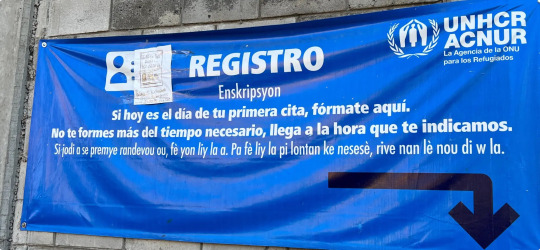 UNHCR
ACNUR
La Agencia de la ONU
para los Refugiados
REGISTRO
Enskripsyon
Si hoy es el día de tu primera cita, fórmate aquí.
No te formes más del tiempo necesario, llega a la hora que te indicamos.
Si jodi a se premye randevou ou, fè yon liy la a. Pa fè liy la pi lontan ke nesesè, rive nan lè nou di w la.